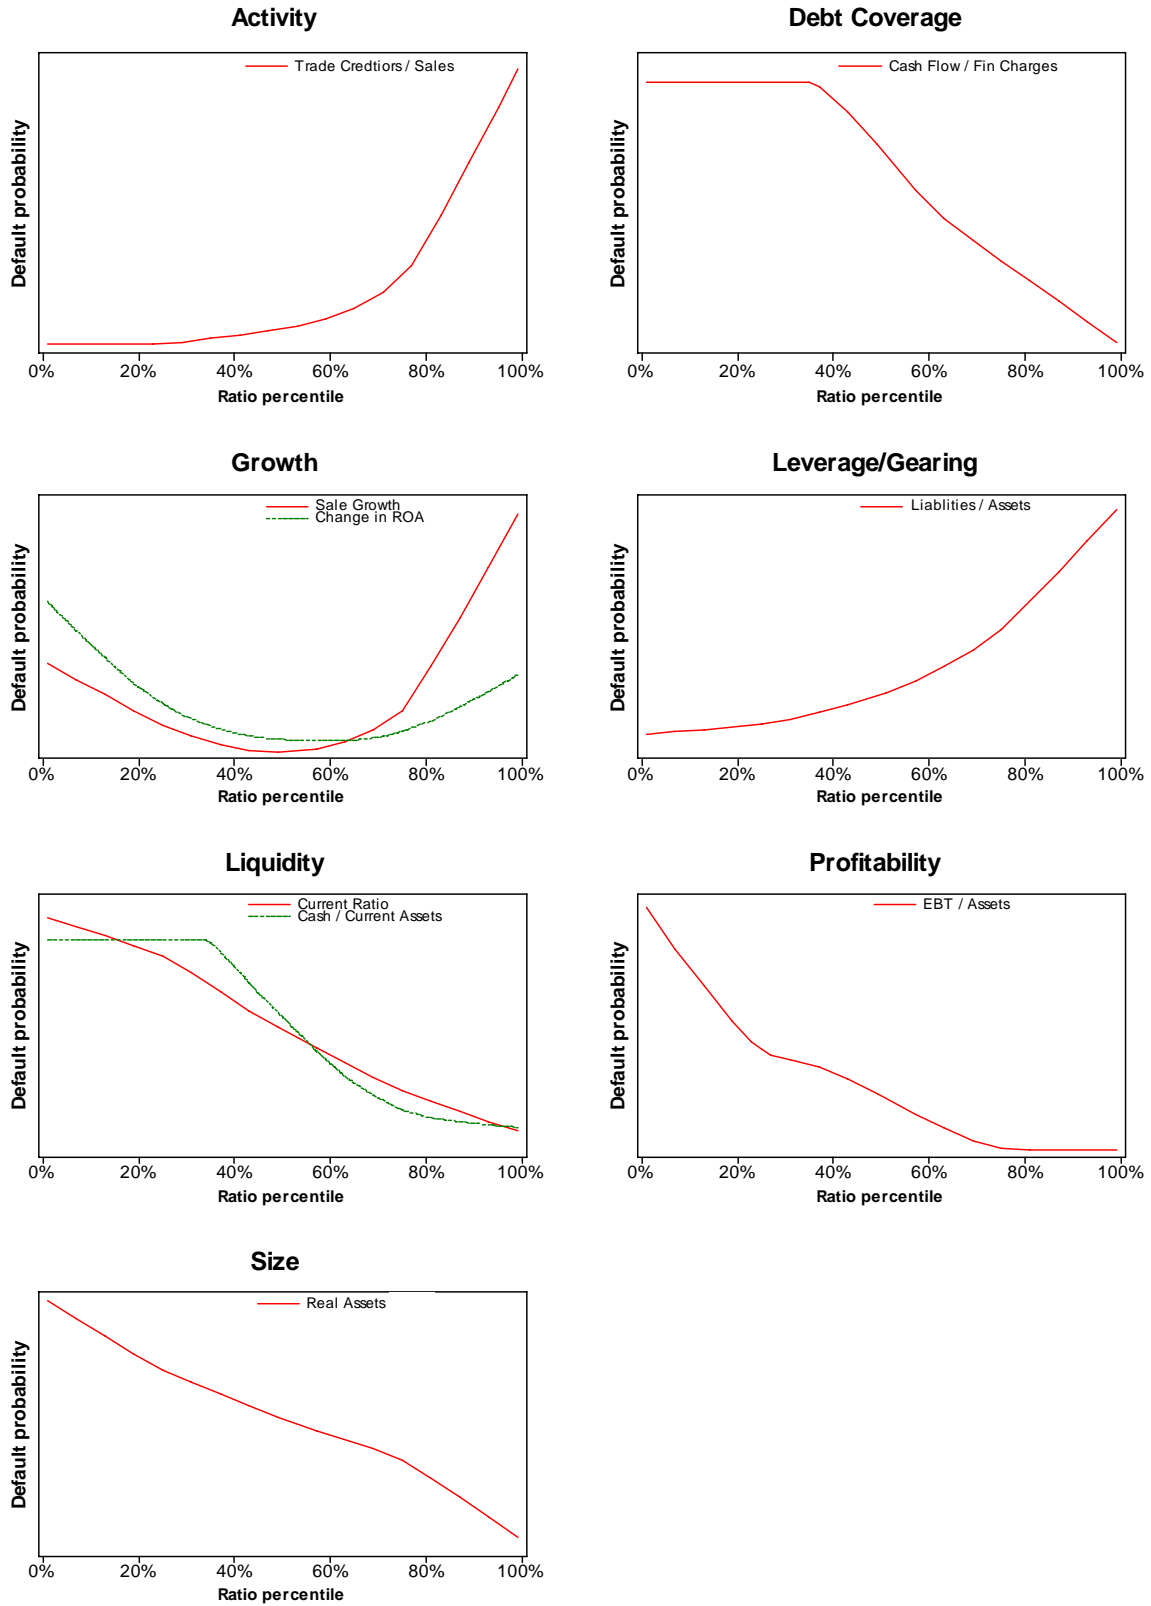 Activity
Trade Credtiors / Sales
Default probability
0% 20% 40% 60% 80% 100%
Ratio percentile
Debt Coverage
Cash Flow / Fin Charges
Default probability
0% 20% 40% 60% 80% 100%
Ratio percentile
Growth
Sale Growth
Change in ROA
Default probability
0% 20% 40% 60% 80% 100%
Ratio percentile
Leverage/Gearing
Liablities / Assets
Default probability
0% 20% 40% 60% 80% 100%
Ratio percentile
Liquidity
Current Ratio
Cash / Current Assets
Default probability
0% 20% 40% 60% 80% 100%
Ratio percentile
Profitability
EBT / Assets
Default probability
0% 20% 40% 60% 80% 100%
Ratio percentile
Size
Real Assets
Default probability
0% 20% 40% 60% 80% 100%
Ratio percentile